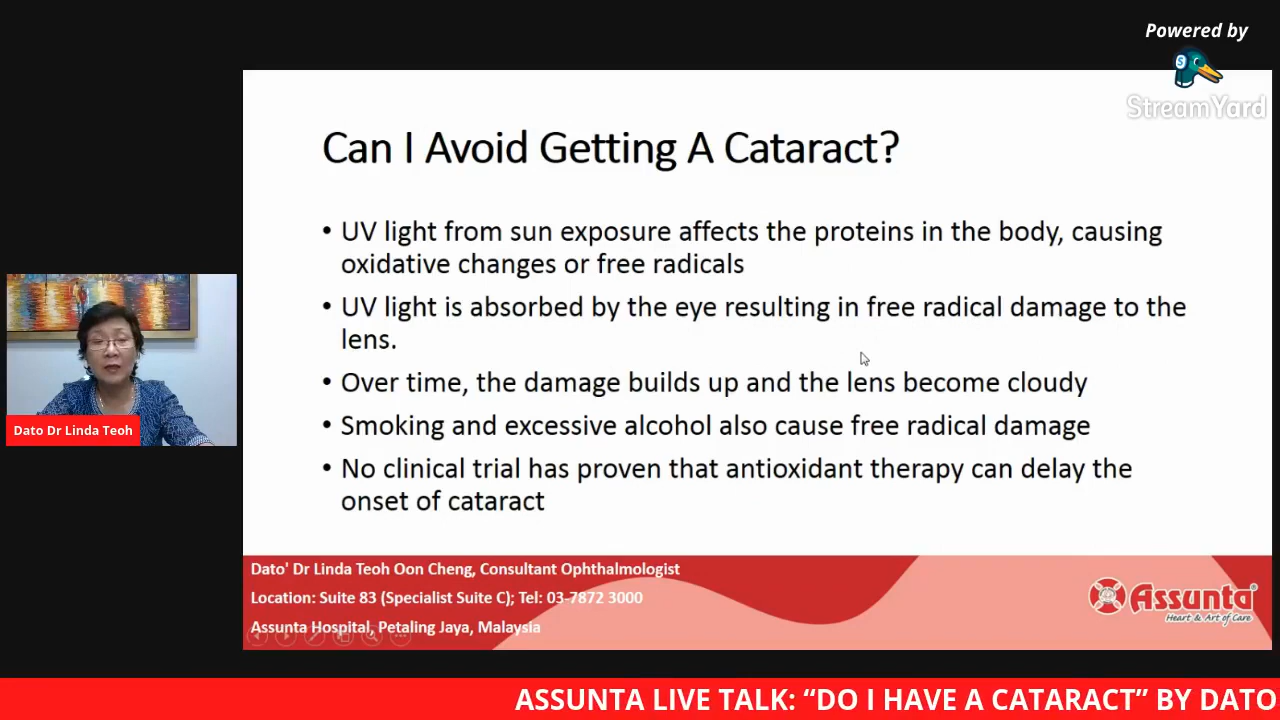 Powered by
StreamYard
Can I Avoid Getting A Cataract?
• UV light from sun exposure affects the proteins in the body, causing
oxidative changes or free radicals
• UV light is absorbed by the eye resulting in free radical damage to the
lens.
• Over time, the damage builds up and the lens become cloudy
• Smoking and excessive alcohol also cause free radical damage
• No clinical trial has proven that antioxidant therapy can delay the
onset of cataract
Dato Dr Linda Teoh
Dato' Dr Linda Teoh Oon Cheng, Consultant Ophthalmologist
Location: Suite 83 (Specialist Suite C); Tel: 03-7872 3000
Assunta Hospital, Petaling Jaya, Malaysia
Assunta®
Heart & Art of Care
ASSUNTA LIVE TALK: “DO I HAVE A CATARACT” BY DATO